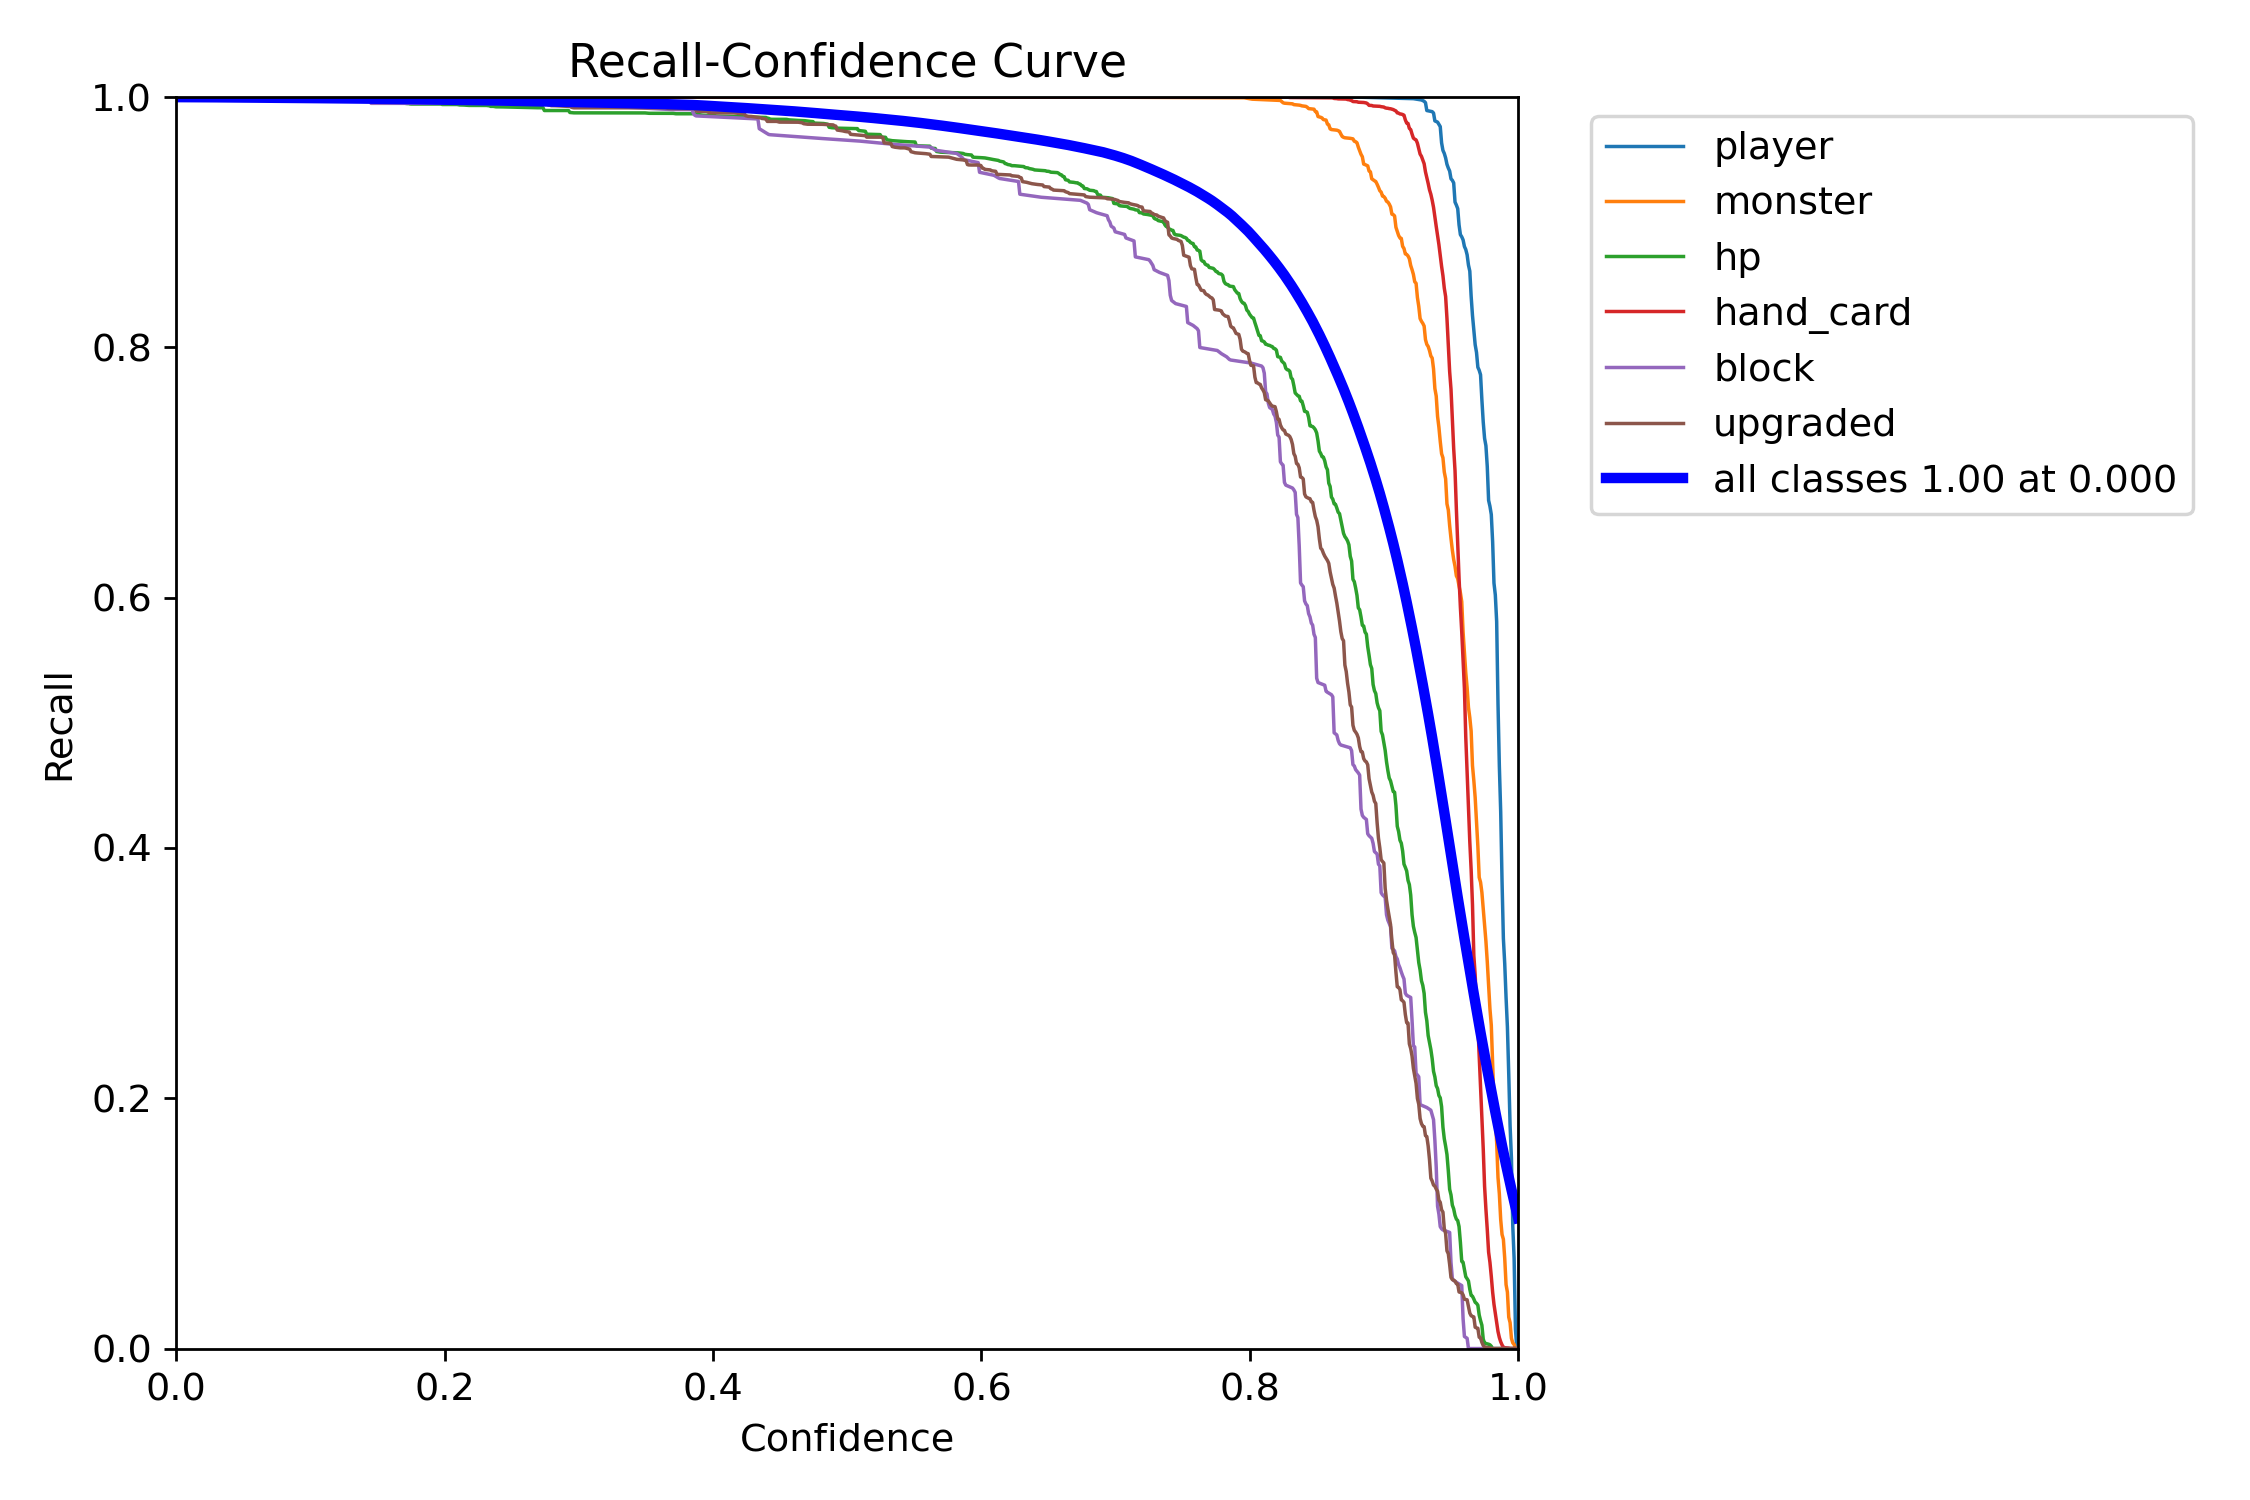 Recall-Confidence Curve
1.0
0.8
0.6
0.4
0.2
0.0
Recall
0.0 0.2 0.4 0.6 0.8 1.0
Confidence
player
monster
hp
hand_card
block
upgraded
all classes 1.00 at 0.000